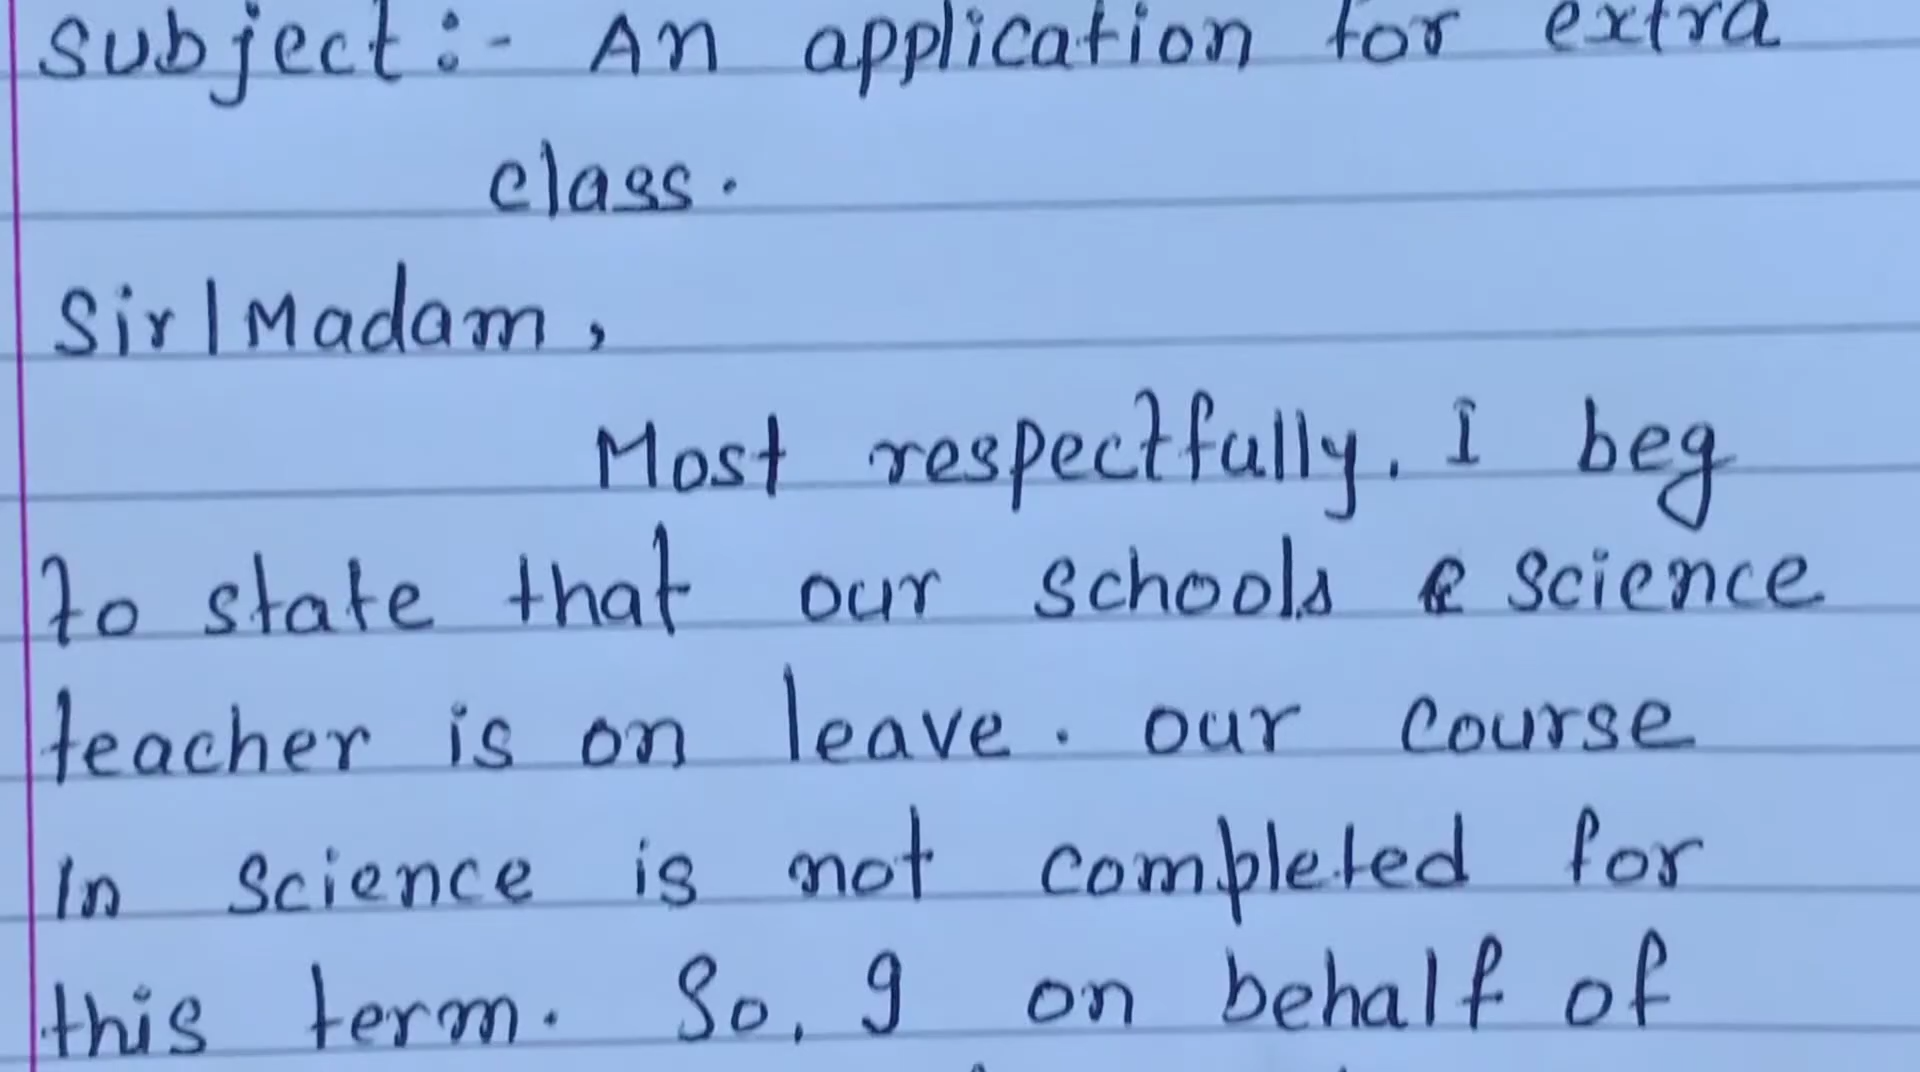 Subject:- An application for extra
class.
Sir/Madam,
Most respectfully, I beg
to state that our schools science
teacher is on leave. our course
In science is not completed for
this term. So, I on behalf of